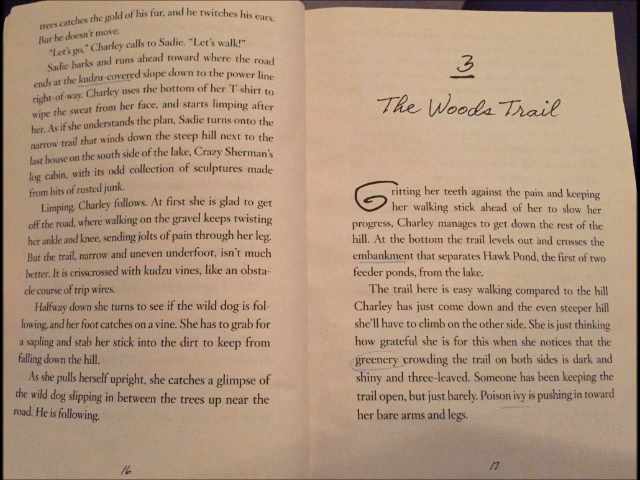 trees catches the gold of his fur, and he twitches his ears.
But he doesn't move.
"Let's go," Charley calls to Sadie. "Let's walk!"
Sadie barks and runs ahead toward where the road
ends at the kudzu-covered slope down to the power line
right-of-way. Charley uses the bottom of her T-shirt to
wipe the sweat from her face, and starts limping after
her. As if she understands the plan, Sadie turns onto the
narrow trail that winds down the steep hill next to the
last house on the south side of the lake, Crazy Sherman's
log cabin, with its odd collection of sculptures made
from bits of rusted junk.
Limping, Charley follows. At first she is glad to get
off the road, where walking on the gravel keeps twisting
her ankle and knee, sending jolts of pain through her leg.
But the trail, narrow and uneven underfoot, isn't much
better. It is crisscrossed with kudzu vines, like an obsta-
cle course of trip wires.
Halfway down she turns to see if the wild dog is fol-
lowing, and her foot catches on a vine. She has to grab for
a sapling and stab her stick into the dirt to keep from
falling down the hill.
As she pulls herself upright, she catches a glimpse of
the wild dog slipping in between the trees up near the
road. He is following.
16
3
The Woods Trail
Gritting her teeth against the pain and keeping
her walking stick ahead of her to slow her
progress, Charley manages to get down the rest of the
hill. At the bottom the trail levels out and crosses the
embankment that separates Hawk Pond, the first of two
feeder ponds, from the lake.
The trail here is easy walking compared to the hill
Charley has just come down and the even steeper hill
she'll have to climb on the other side. She is just thinking
how grateful she is for this when she notices that the
greenery crowding the trail on both sides is dark and
shiny and three-leaved. Someone has been keeping the
trail open, but just barely. Poison ivy is pushing in toward
her bare arms and legs.
17